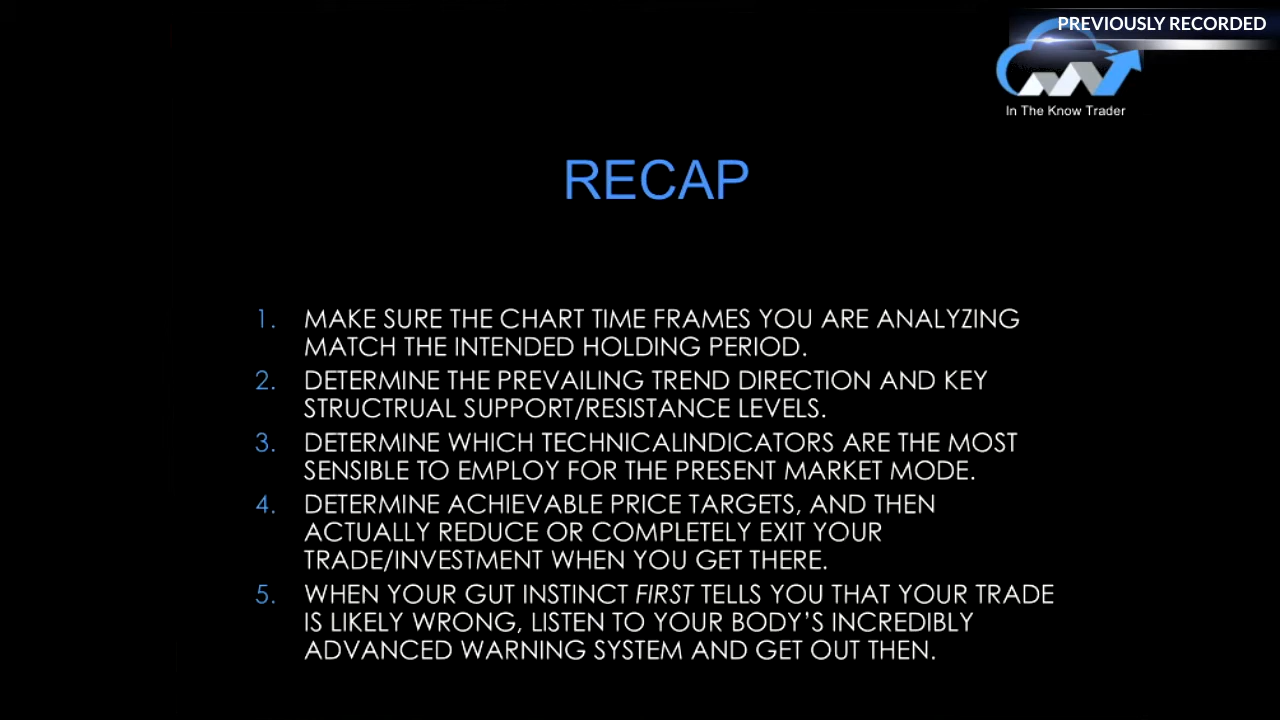 PREVIOUSLY RECORDED
In The Know Trader
RECAP
1. MAKE SURE THE CHART TIME FRAMES YOU ARE ANALYZING
MATCH THE INTENDED HOLDING PERIOD.
2. DETERMINE THE PREVAILING TREND DIRECTION AND KEY
STRUCTRUAL SUPPORT/RESISTANCE LEVELS.
3. DETERMINE WHICH TECHNICALINDICATORS ARE THE MOST
SENSIBLE TO EMPLOY FOR THE PRESENT MARKET MODE.
4. DETERMINE ACHIEVABLE PRICE TARGETS, AND THEN
ACTUALLY REDUCE OR COMPLETELY EXIT YOUR
TRADE/INVESTMENT WHEN YOU GET THERE.
5. WHEN YOUR GUT INSTINCT FIRST TELLS YOU THAT YOUR TRADE
IS LIKELY WRONG, LISTEN TO YOUR BODY’S INCREDIBLY
ADVANCED WARNING SYSTEM AND GET OUT THEN.